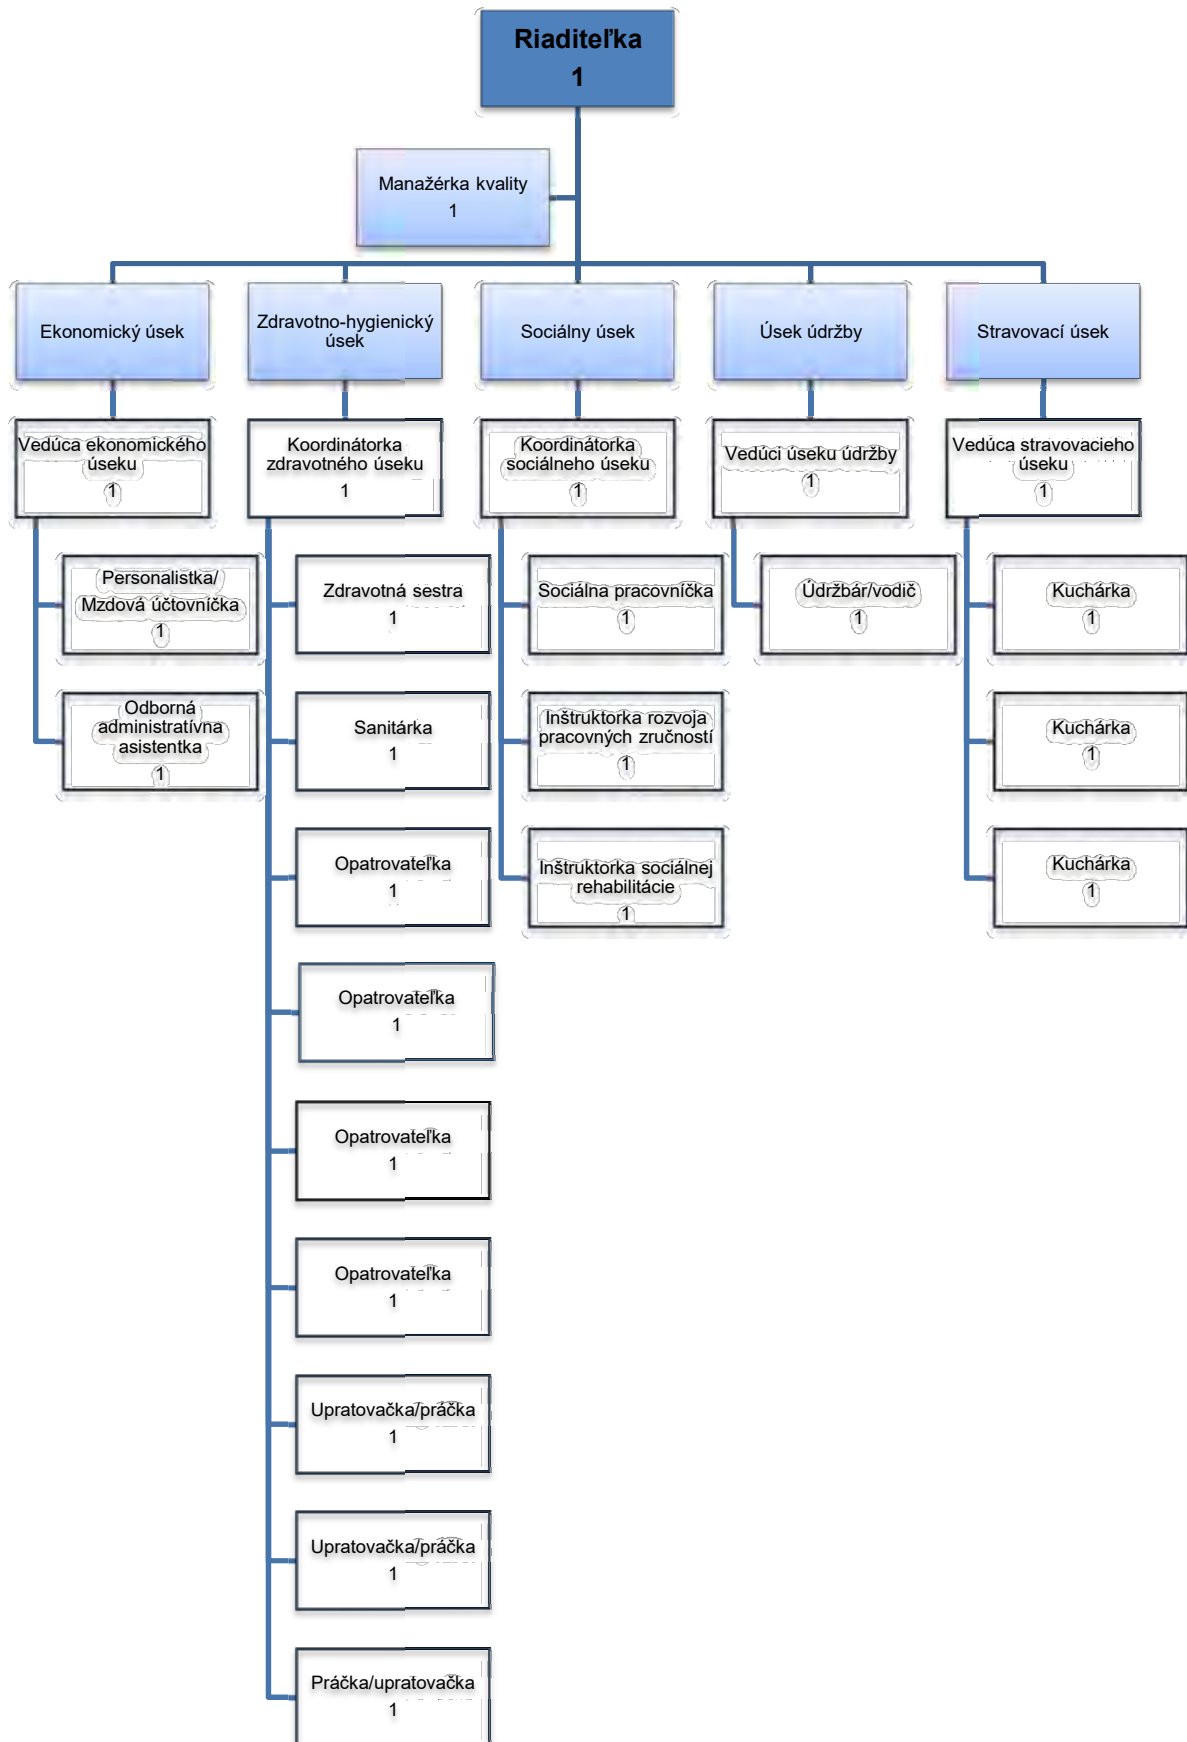 Riaditeľka
1
Manažérka kvality
1
Ekonomický úsek
Zdravotno-hygienický
úsek
Sociálny úsek
Úsek údržby
Stravovací úsek
Vedúca ekonomického
úseku
1
Koordinátorka
zdravotného úseku
1
Koordinátorka
sociálneho úseku
1
Vedúci úseku údržby
1
Vedúca stravovacieho
úseku
1
Personalistka/
Mzdová účtovníčka
1
Zdravotná sestra
1
Sociálna pracovníčka
1
Údržbár/vodič
1
Kuchárka
1
Odborná
administratívna
asistentka
1
Sanitárka
1
Inštruktorka rozvoja
pracovných zručností
1
Kuchárka
1
Opatrovateľka
1
Inštruktorka sociálnej
rehabilitácie
1
Kuchárka
1
Opatrovateľka
1
Opatrovateľka
1
Opatrovateľka
1
Upratovačka/práčka
1
Upratovačka/práčka
1
Práčka/upratovačka
1